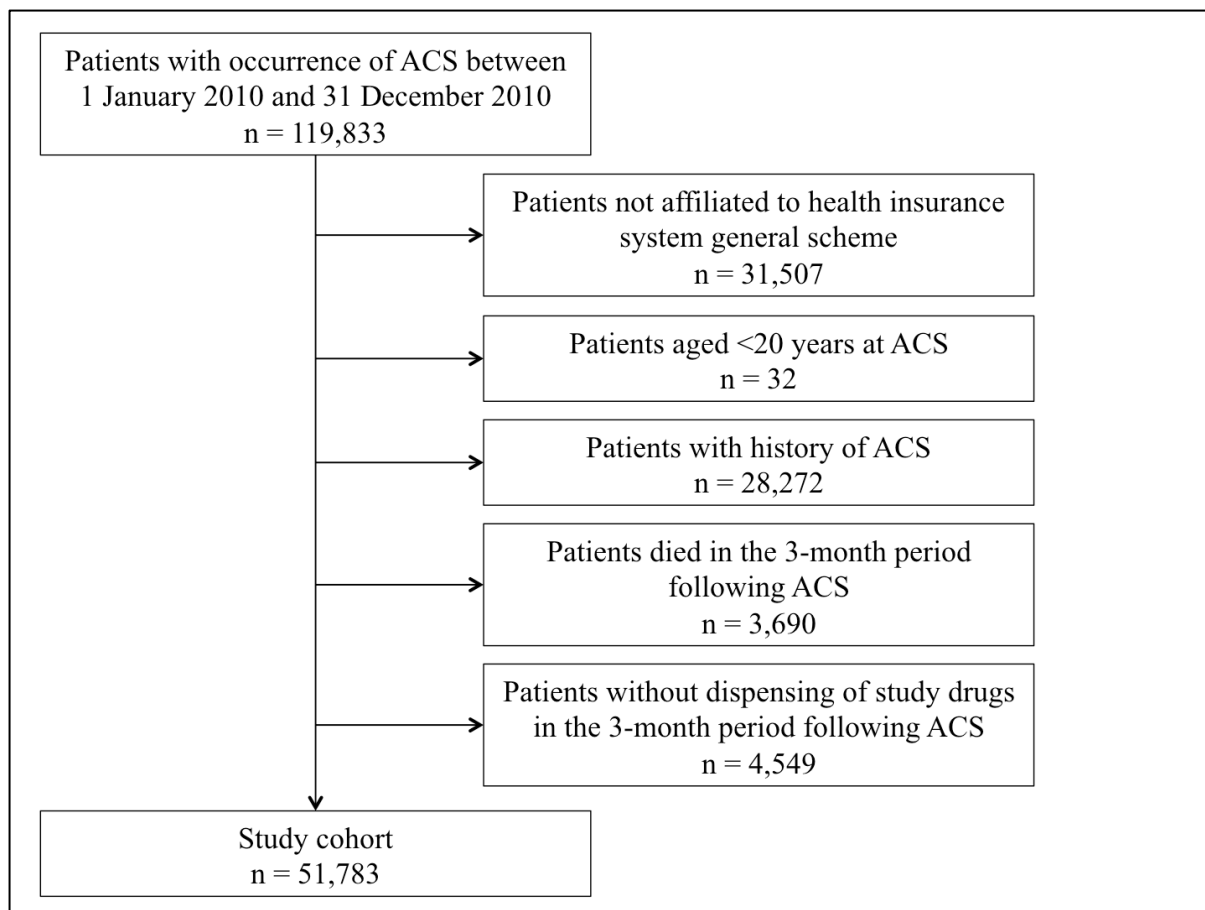 Patients with occurrence of ACS between
1 January 2010 and 31 December 2010
n = 119,833
Patients not affiliated to health insurance
system general scheme
n = 31,507
Patients aged <20 years at ACS
n = 32
Patients with history of ACS
n = 28,272
Patients died in the 3-month period
following ACS
n = 3,690
Patients without dispensing of study drugs
in the 3-month period following ACS
n = 4,549
Study cohort
n = 51,783